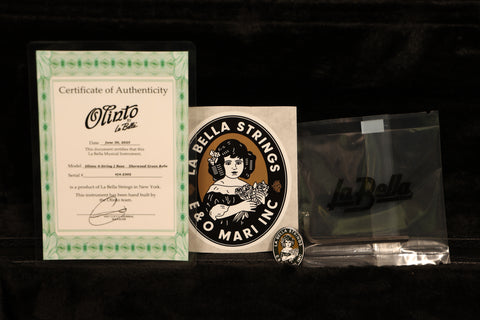 Certificate of Authenticity
Olinto
La Bella
Date June 30, 2023
This document certifies that this
La Bella Musical Instrument,
Model: Olinto 4-String J Bass - Sherwood Green Relic
Serial #
is a product of La Bella Strings in New York.
This instrument has been hand built by
the Olinto team.
LA BELLA STRINGS
E & O MARI INC
La Bella